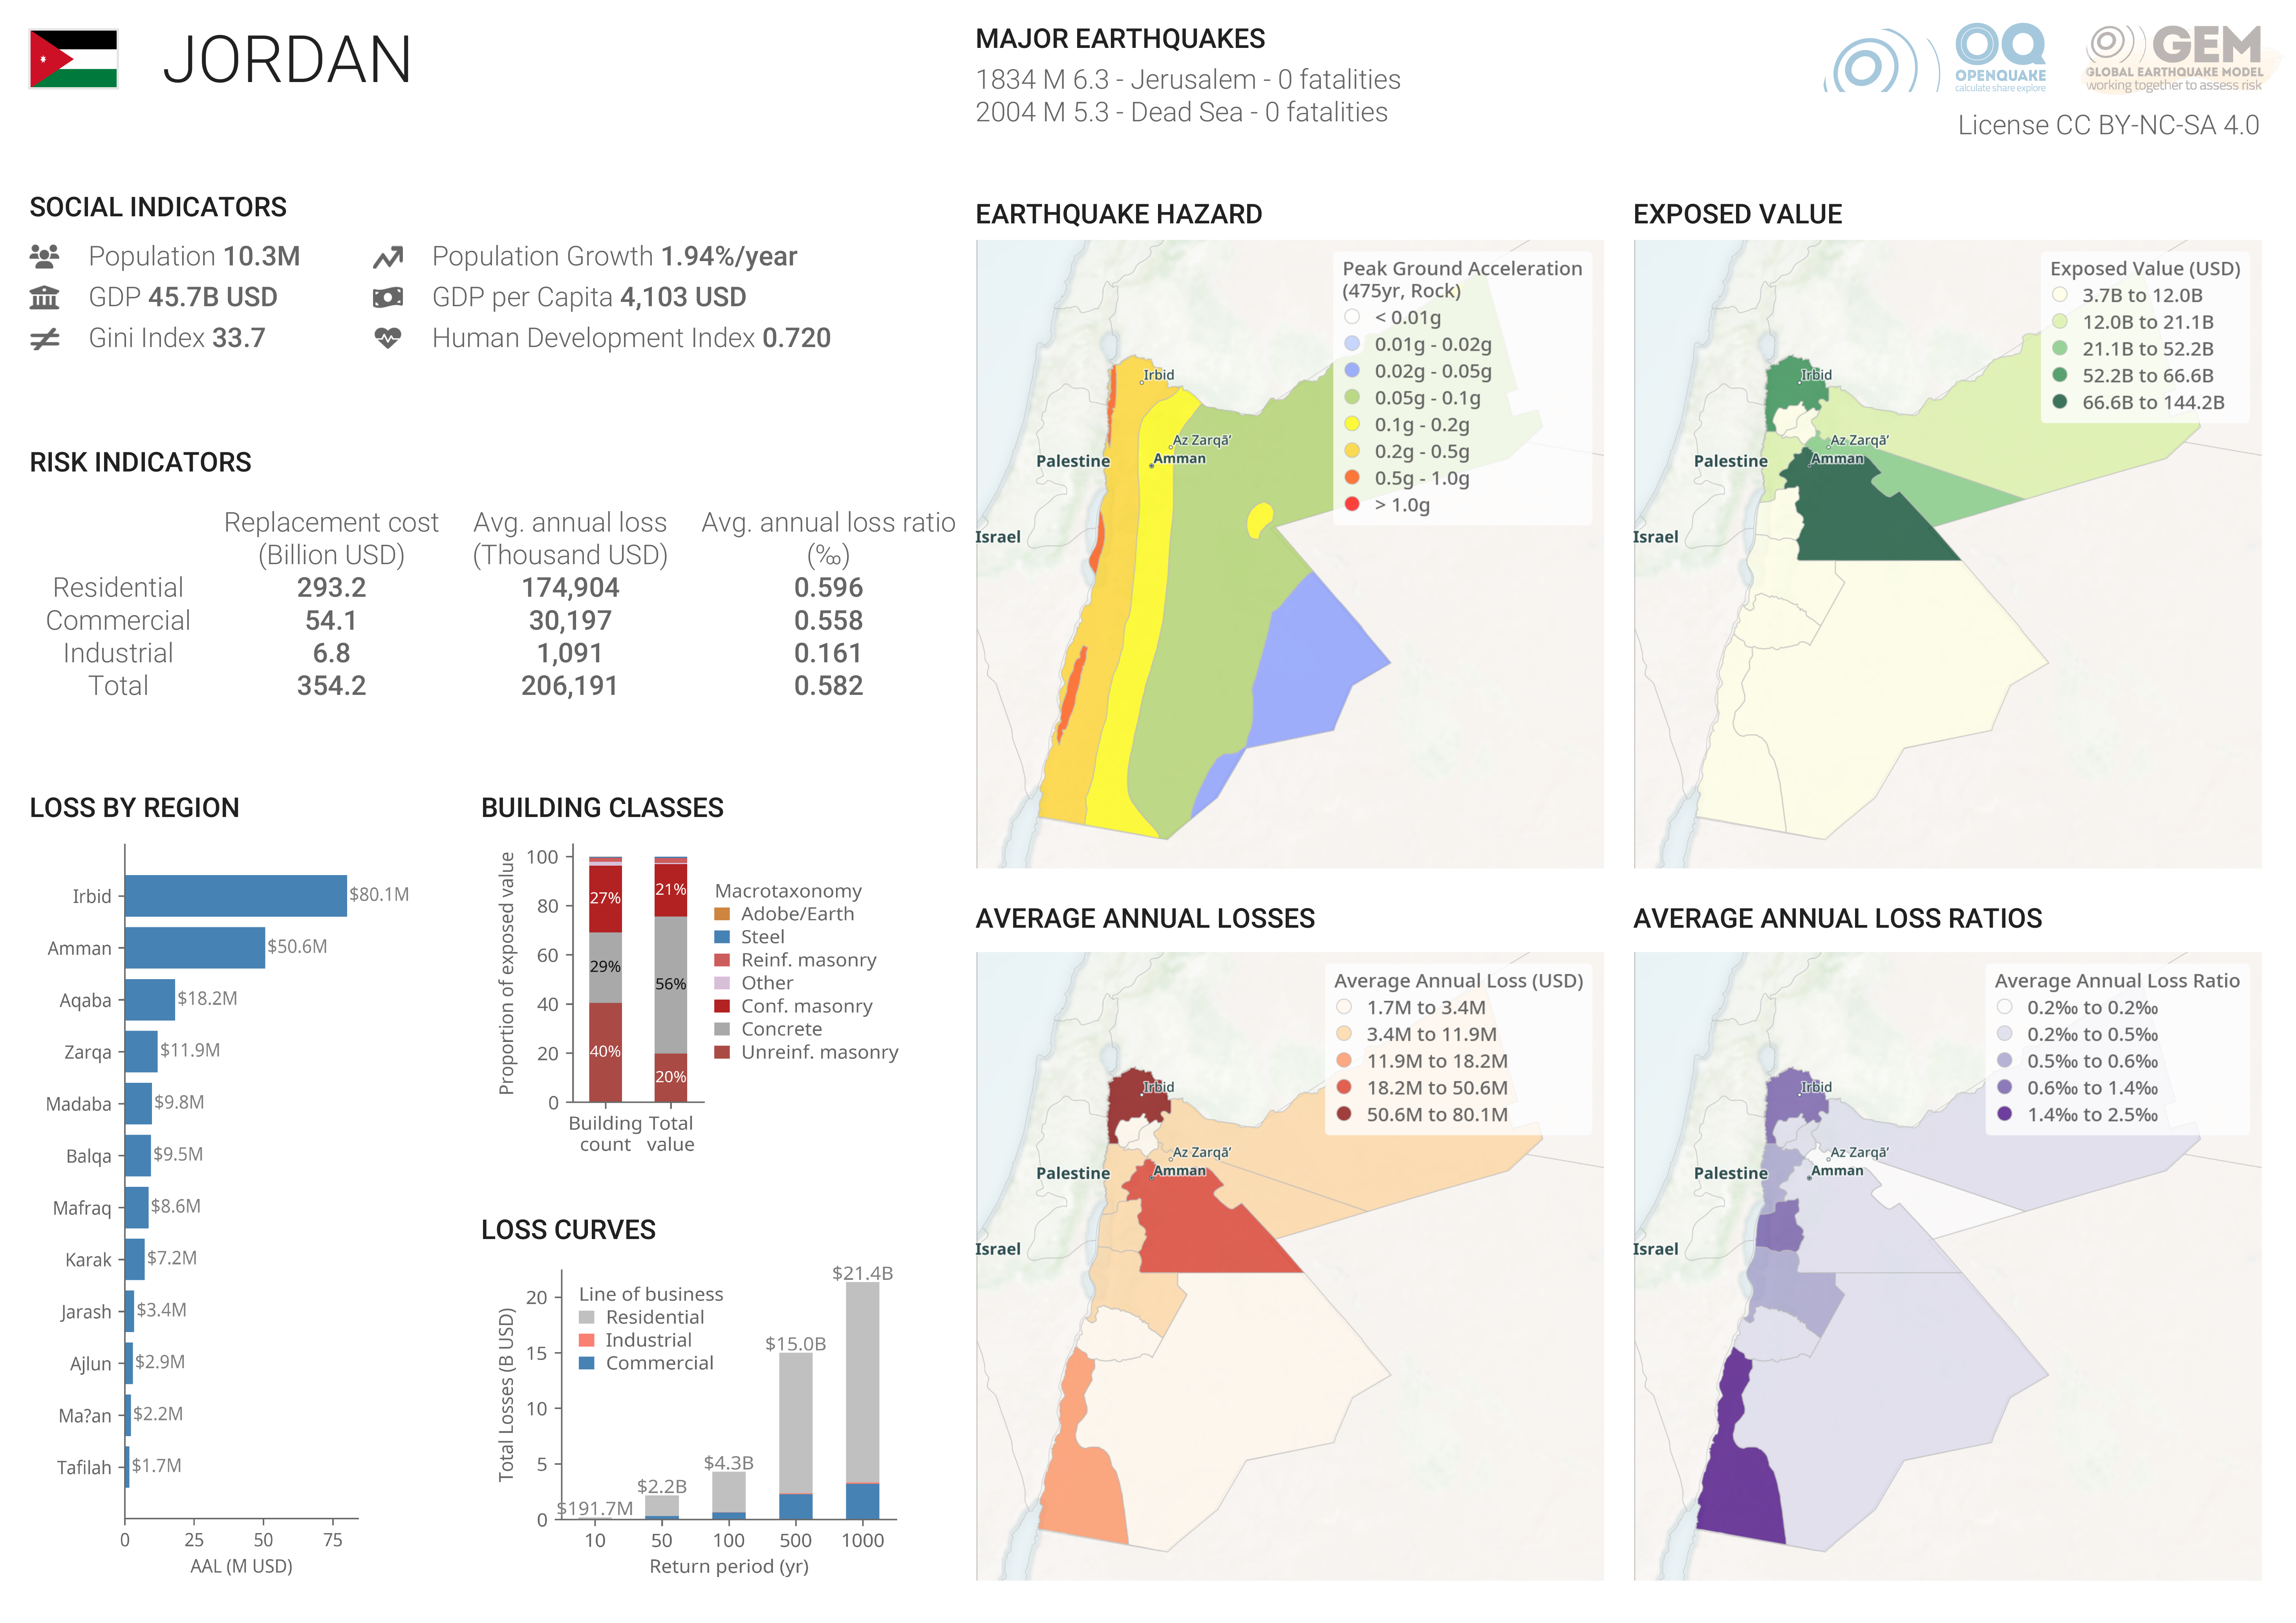 JORDAN
MAJOR EARTHQUAKES
1834 M 6.3 - Jerusalem - 0 fatalities
2004 M 5.3 - Dead Sea - 0 fatalities
OQ
OPENQUAKE
calculate share explore
GEM
GLOBAL EARTHQUAKE MODEL
working together to assess risk
License CC BY-NC-SA 4.0
SOCIAL INDICATORS
Population 10.3M
Population Growth 1.94%/year
GDP 45.7B USD
GDP per Capita 4,103 USD
Gini Index 33.7
Human Development Index 0.720
RISK INDICATORS
Replacement cost Avg. annual loss Avg. annual loss ratio
(Billion USD) (Thousand USD) (‰)
Residential 293.2 174,904 0.596
Commercial 54.1 30,197 0.558
Industrial 6.8 1,091 0.161
Total 354.2 206,191 0.582
LOSS BY REGION
Irbid $80.1M
Amman $50.6M
Aqaba $18.2M
Zarqa $11.9M
Madaba $9.8M
Balqa $9.5M
Mafraq $8.6M
Karak $7.2M
Jarash $3.4M
Ajlun $2.9M
Ma?an $2.2M
Tafilah $1.7M
0 25 50 75
AAL (M USD)
BUILDING CLASSES
Proportion of exposed value
100
80
60
40
20
0
27%
29%
40%
21%
56%
20%
Building count
Total value
Macrotaxonomy
Adobe/Earth
Steel
Reinf. masonry
Other
Conf. masonry
Concrete
Unreinf. masonry
LOSS CURVES
Total Losses (B USD)
20
15
10
5
0
Line of business
Residential
Industrial
Commercial
$191.7M
$2.2B
$4.3B
$15.0B
$21.4B
10 50 100 500 1000
Return period (yr)
EARTHQUAKE HAZARD
Peak Ground Acceleration
(475yr, Rock)
< 0.01g
0.01g - 0.02g
0.02g - 0.05g
0.05g - 0.1g
0.1g - 0.2g
0.2g - 0.5g
0.5g - 1.0g
> 1.0g
Irbid
Az Zarqā’
Amman
Palestine
Israel
EXPOSED VALUE
Exposed Value (USD)
3.7B to 12.0B
12.0B to 21.1B
21.1B to 52.2B
52.2B to 66.6B
66.6B to 144.2B
Irbid
Az Zarqā’
Amman
Palestine
Israel
AVERAGE ANNUAL LOSSES
Average Annual Loss (USD)
1.7M to 3.4M
3.4M to 11.9M
11.9M to 18.2M
18.2M to 50.6M
50.6M to 80.1M
Irbid
Az Zarqā’
Amman
Palestine
Israel
AVERAGE ANNUAL LOSS RATIOS
Average Annual Loss Ratio
0.2‰ to 0.2‰
0.2‰ to 0.5‰
0.5‰ to 0.6‰
0.6‰ to 1.4‰
1.4‰ to 2.5‰
Irbid
Az Zarqā’
Amman
Palestine
Israel